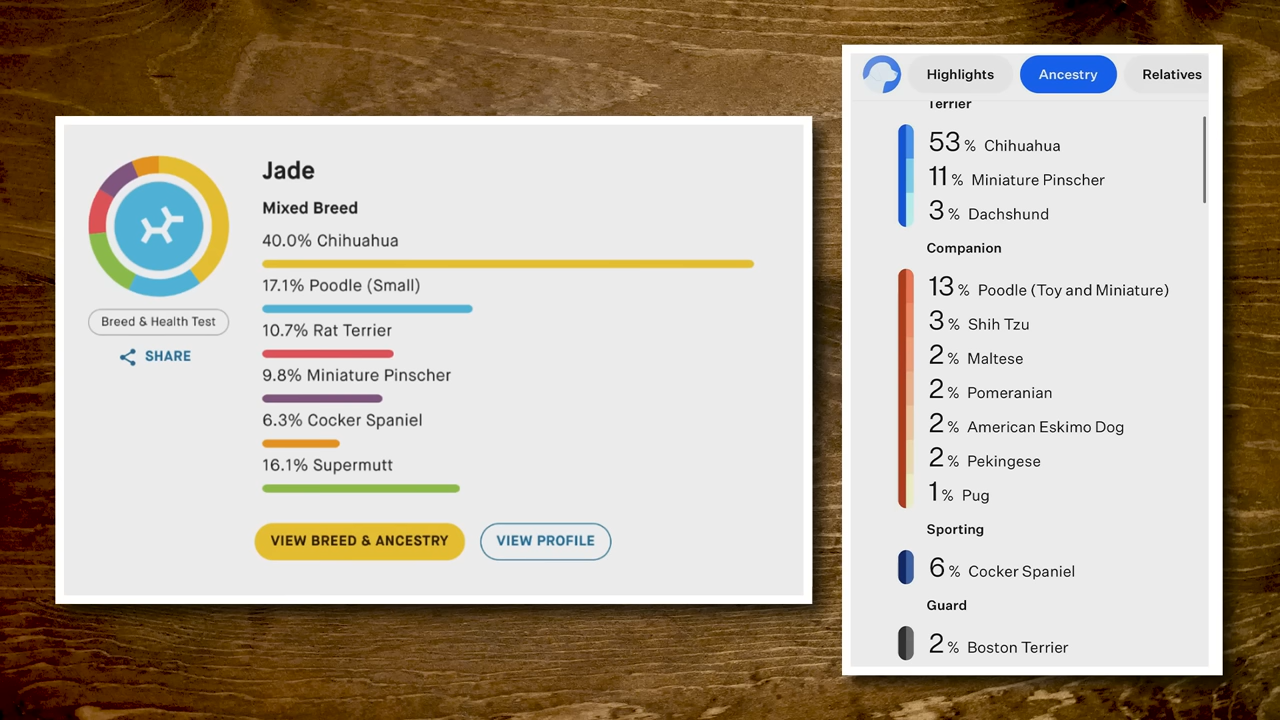 Jade
Mixed Breed
40.0% Chihuahua
17.1% Poodle (Small)
10.7% Rat Terrier
9.8% Miniature Pinscher
6.3% Cocker Spaniel
16.1% Supermutt
Breed & Health Test
SHARE
VIEW BREED & ANCESTRY
VIEW PROFILE
Highlights
Ancestry
Relatives
Terrier
53% Chihuahua
11% Miniature Pinscher
3% Dachshund
Companion
13% Poodle (Toy and Miniature)
3% Shih Tzu
2% Maltese
2% Pomeranian
2% American Eskimo Dog
2% Pekingese
1% Pug
Sporting
6% Cocker Spaniel
Guard
2% Boston Terrier